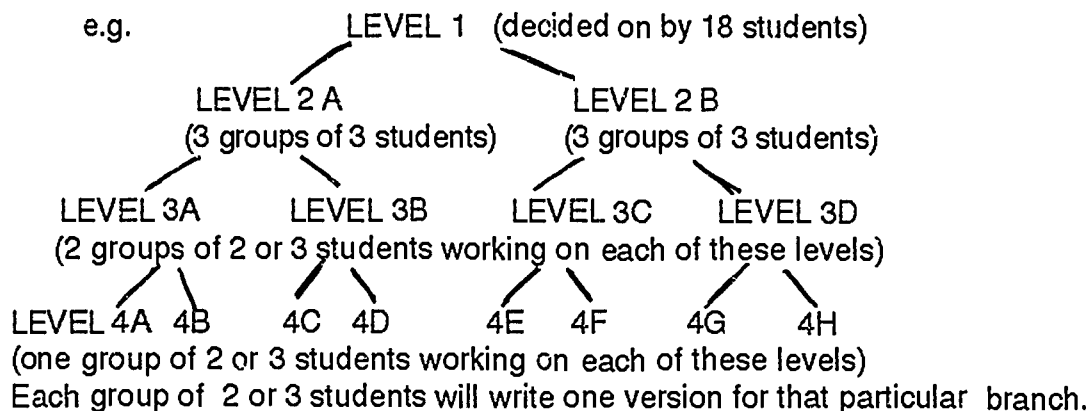 e.g. LEVEL 1 (decided on by 18 students)
LEVEL 2 A LEVEL 2 B
(3 groups of 3 students) (3 groups of 3 students)
LEVEL 3A LEVEL 3B LEVEL 3C LEVEL 3D
(2 groups of 2 or 3 students working on each of these levels)
LEVEL 4A 4B 4C 4D 4E 4F 4G 4H
(one group of 2 or 3 students working on each of these levels)
Each group of 2 or 3 students will write one version for that particular branch.